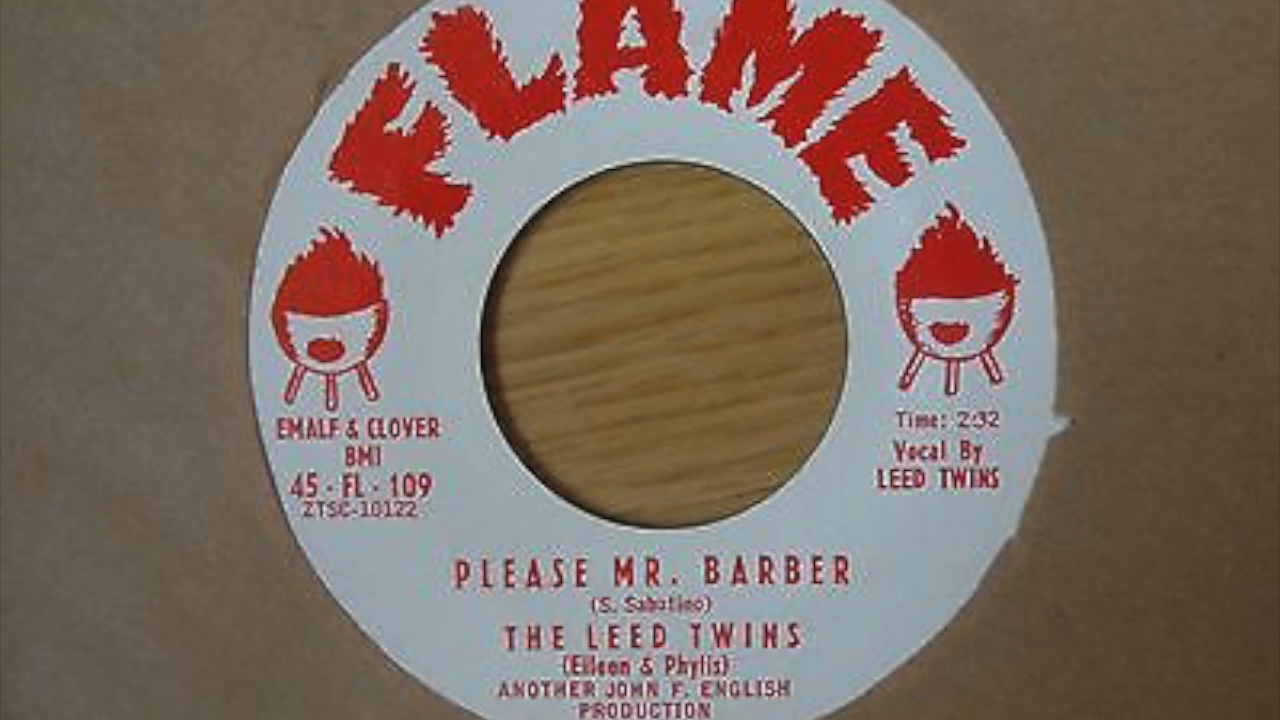 FLAME
EMALF & CLOVER
BMI
45 - FL - 109
ZTSC-10122
Time: 2:32
Vocal By
LEED TWINS
PLEASE MR. BARBER
(S. Sabatino)
THE LEED TWINS
(Eileen & Phylis)
ANOTHER JOHN F. ENGLISH
PRODUCTION